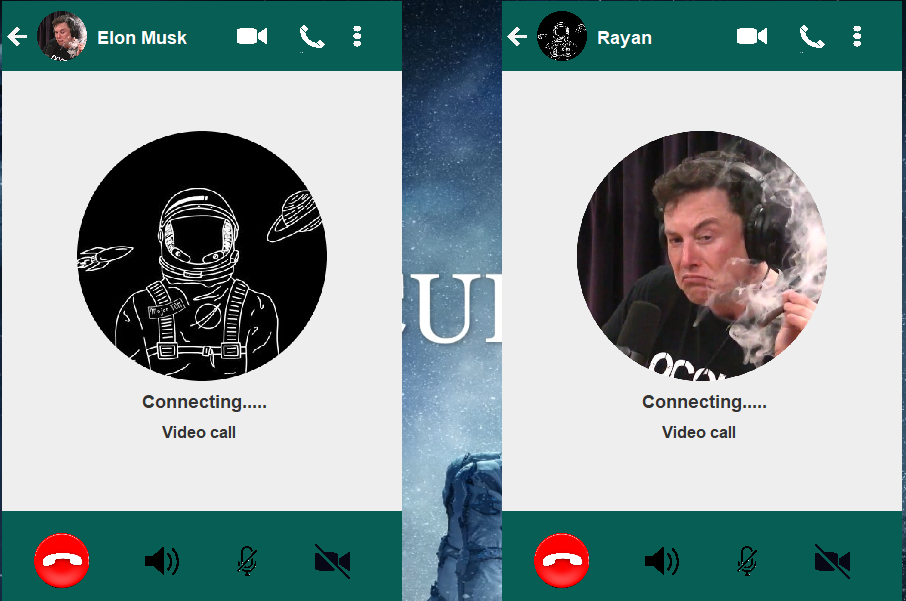 Elon Musk
Connecting.....
Video call
Rayan
Connecting.....
Video call